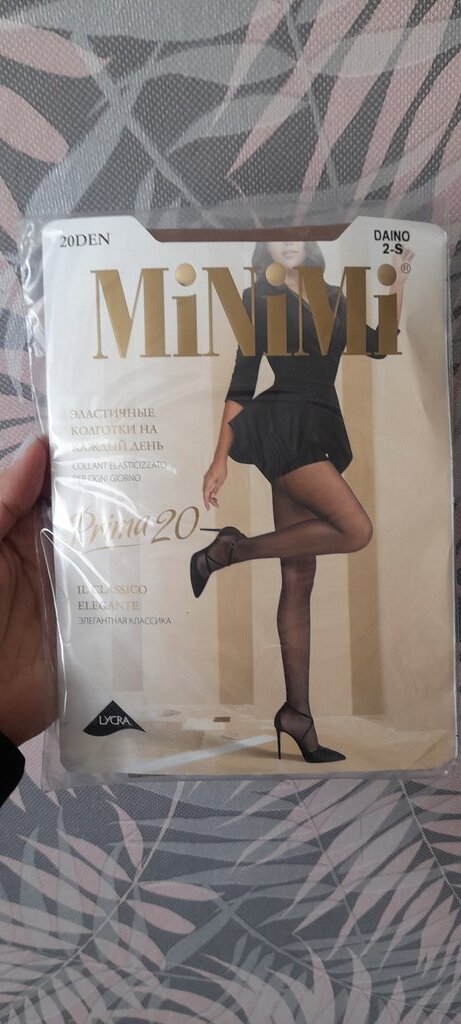 20DEN
DAINO
2-S
MiNiMi®
ЭЛАСТИЧНЫЕ
КОЛГОТКИ НА
КАЖДЫЙ ДЕНЬ
COLLANT ELASTICIZZATO
PER OGNI GIORNO
Prima 20
IL CLASSICO
ELEGANTE
ЭЛЕГАНТНАЯ КЛАССИКА
LYCRA